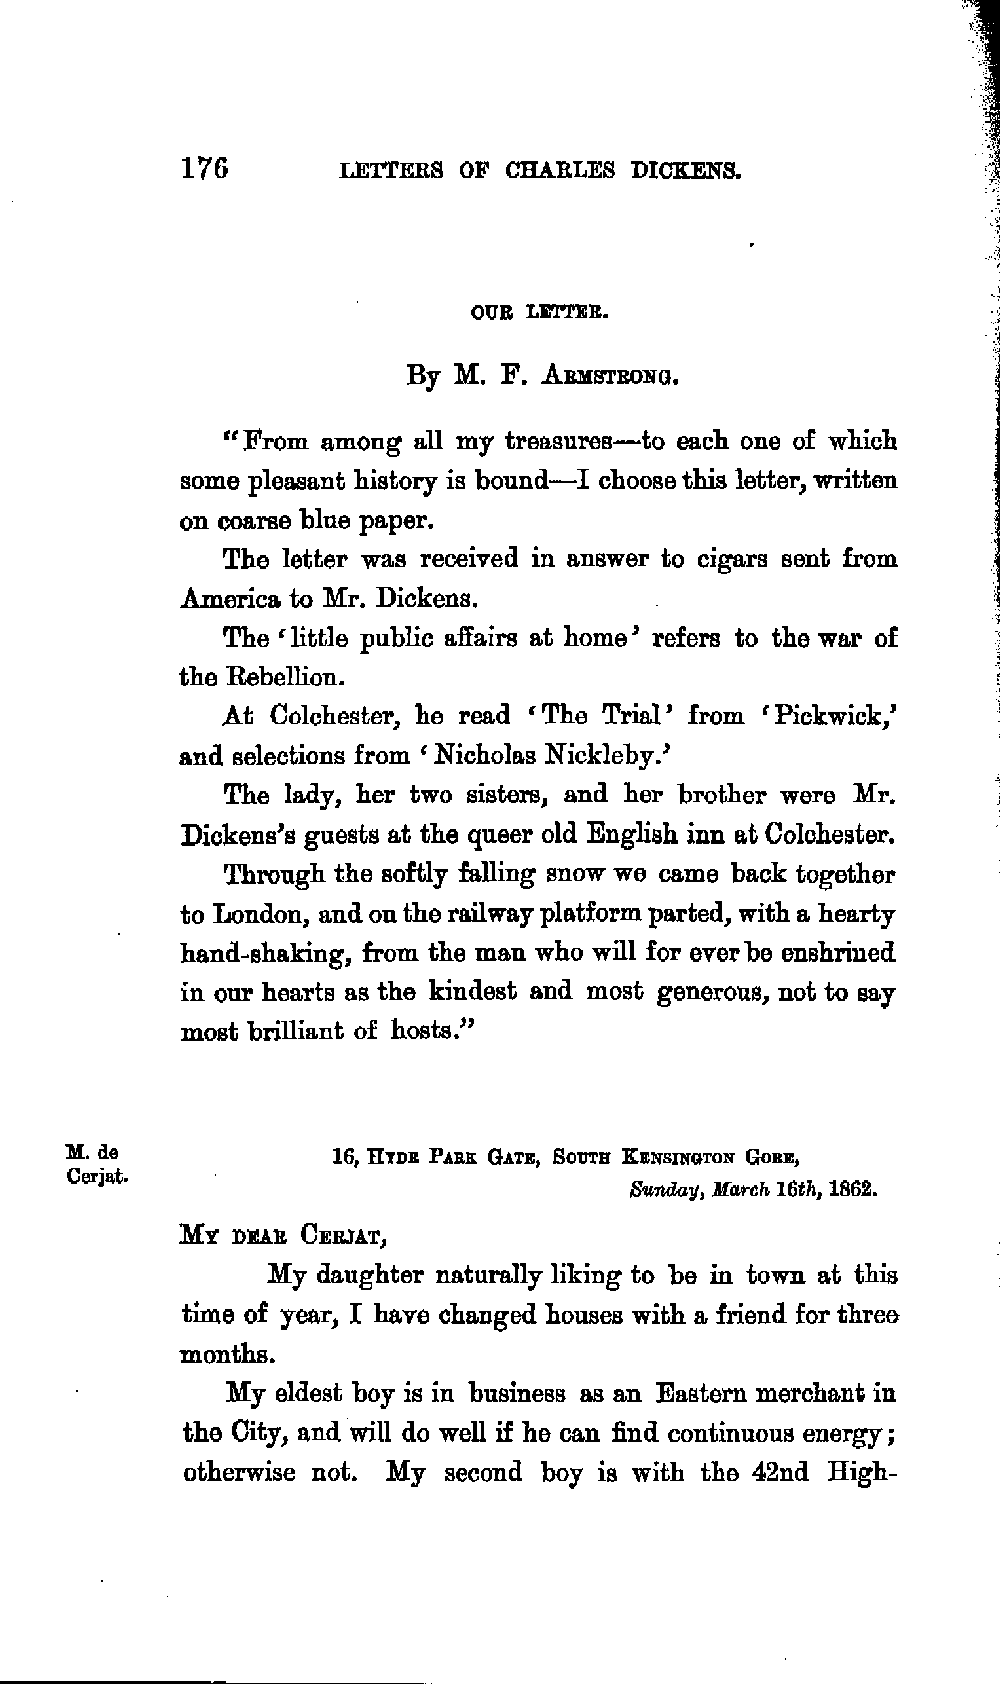 176 LETTERS OF CHARLES DICKENS.
OUR LETTER.
By M. F. ARMSTRONG.
"From among all my treasures—to each one of which
some pleasant history is bound—I choose this letter, written
on coarse blue paper.
The letter was received in answer to cigars sent from
America to Mr. Dickens.
The 'little public affairs at home' refers to the war of
the Rebellion.
At Colchester, he read 'The Trial' from 'Pickwick,'
and selections from 'Nicholas Nickleby.'
The lady, her two sisters, and her brother were Mr.
Dickens's guests at the queer old English inn at Colchester.
Through the softly falling snow we came back together
to London, and on the railway platform parted, with a hearty
hand-shaking, from the man who will for ever be enshrined
in our hearts as the kindest and most generous, not to say
most brilliant of hosts."
M. de
Cerjat.
16, HYDE PARK GATE, SOUTH KENSINGTON GORE,
Sunday, March 16th, 1862.
MY DEAR CERJAT,
My daughter naturally liking to be in town at this
time of year, I have changed houses with a friend for three
months.
My eldest boy is in business as an Eastern merchant in
the City, and will do well if he can find continuous energy;
otherwise not. My second boy is with the 42nd High-